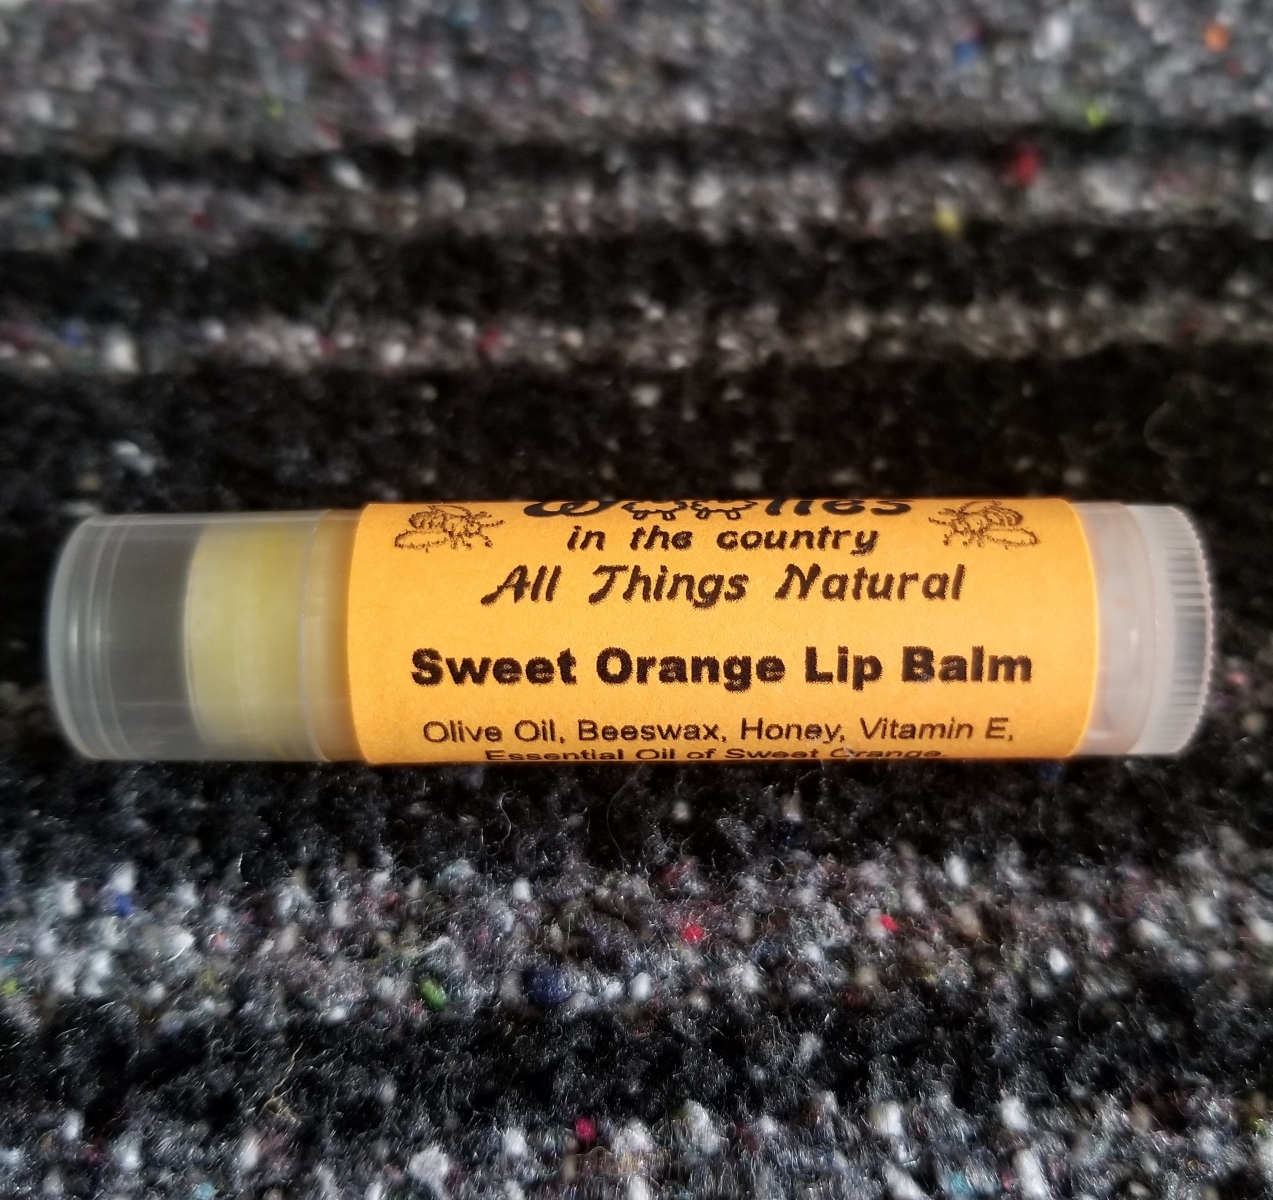 in the country
All Things Natural
Sweet Orange Lip Balm
Olive Oil, Beeswax, Honey, Vitamin E,
Essential Oil of Sweet Orange.